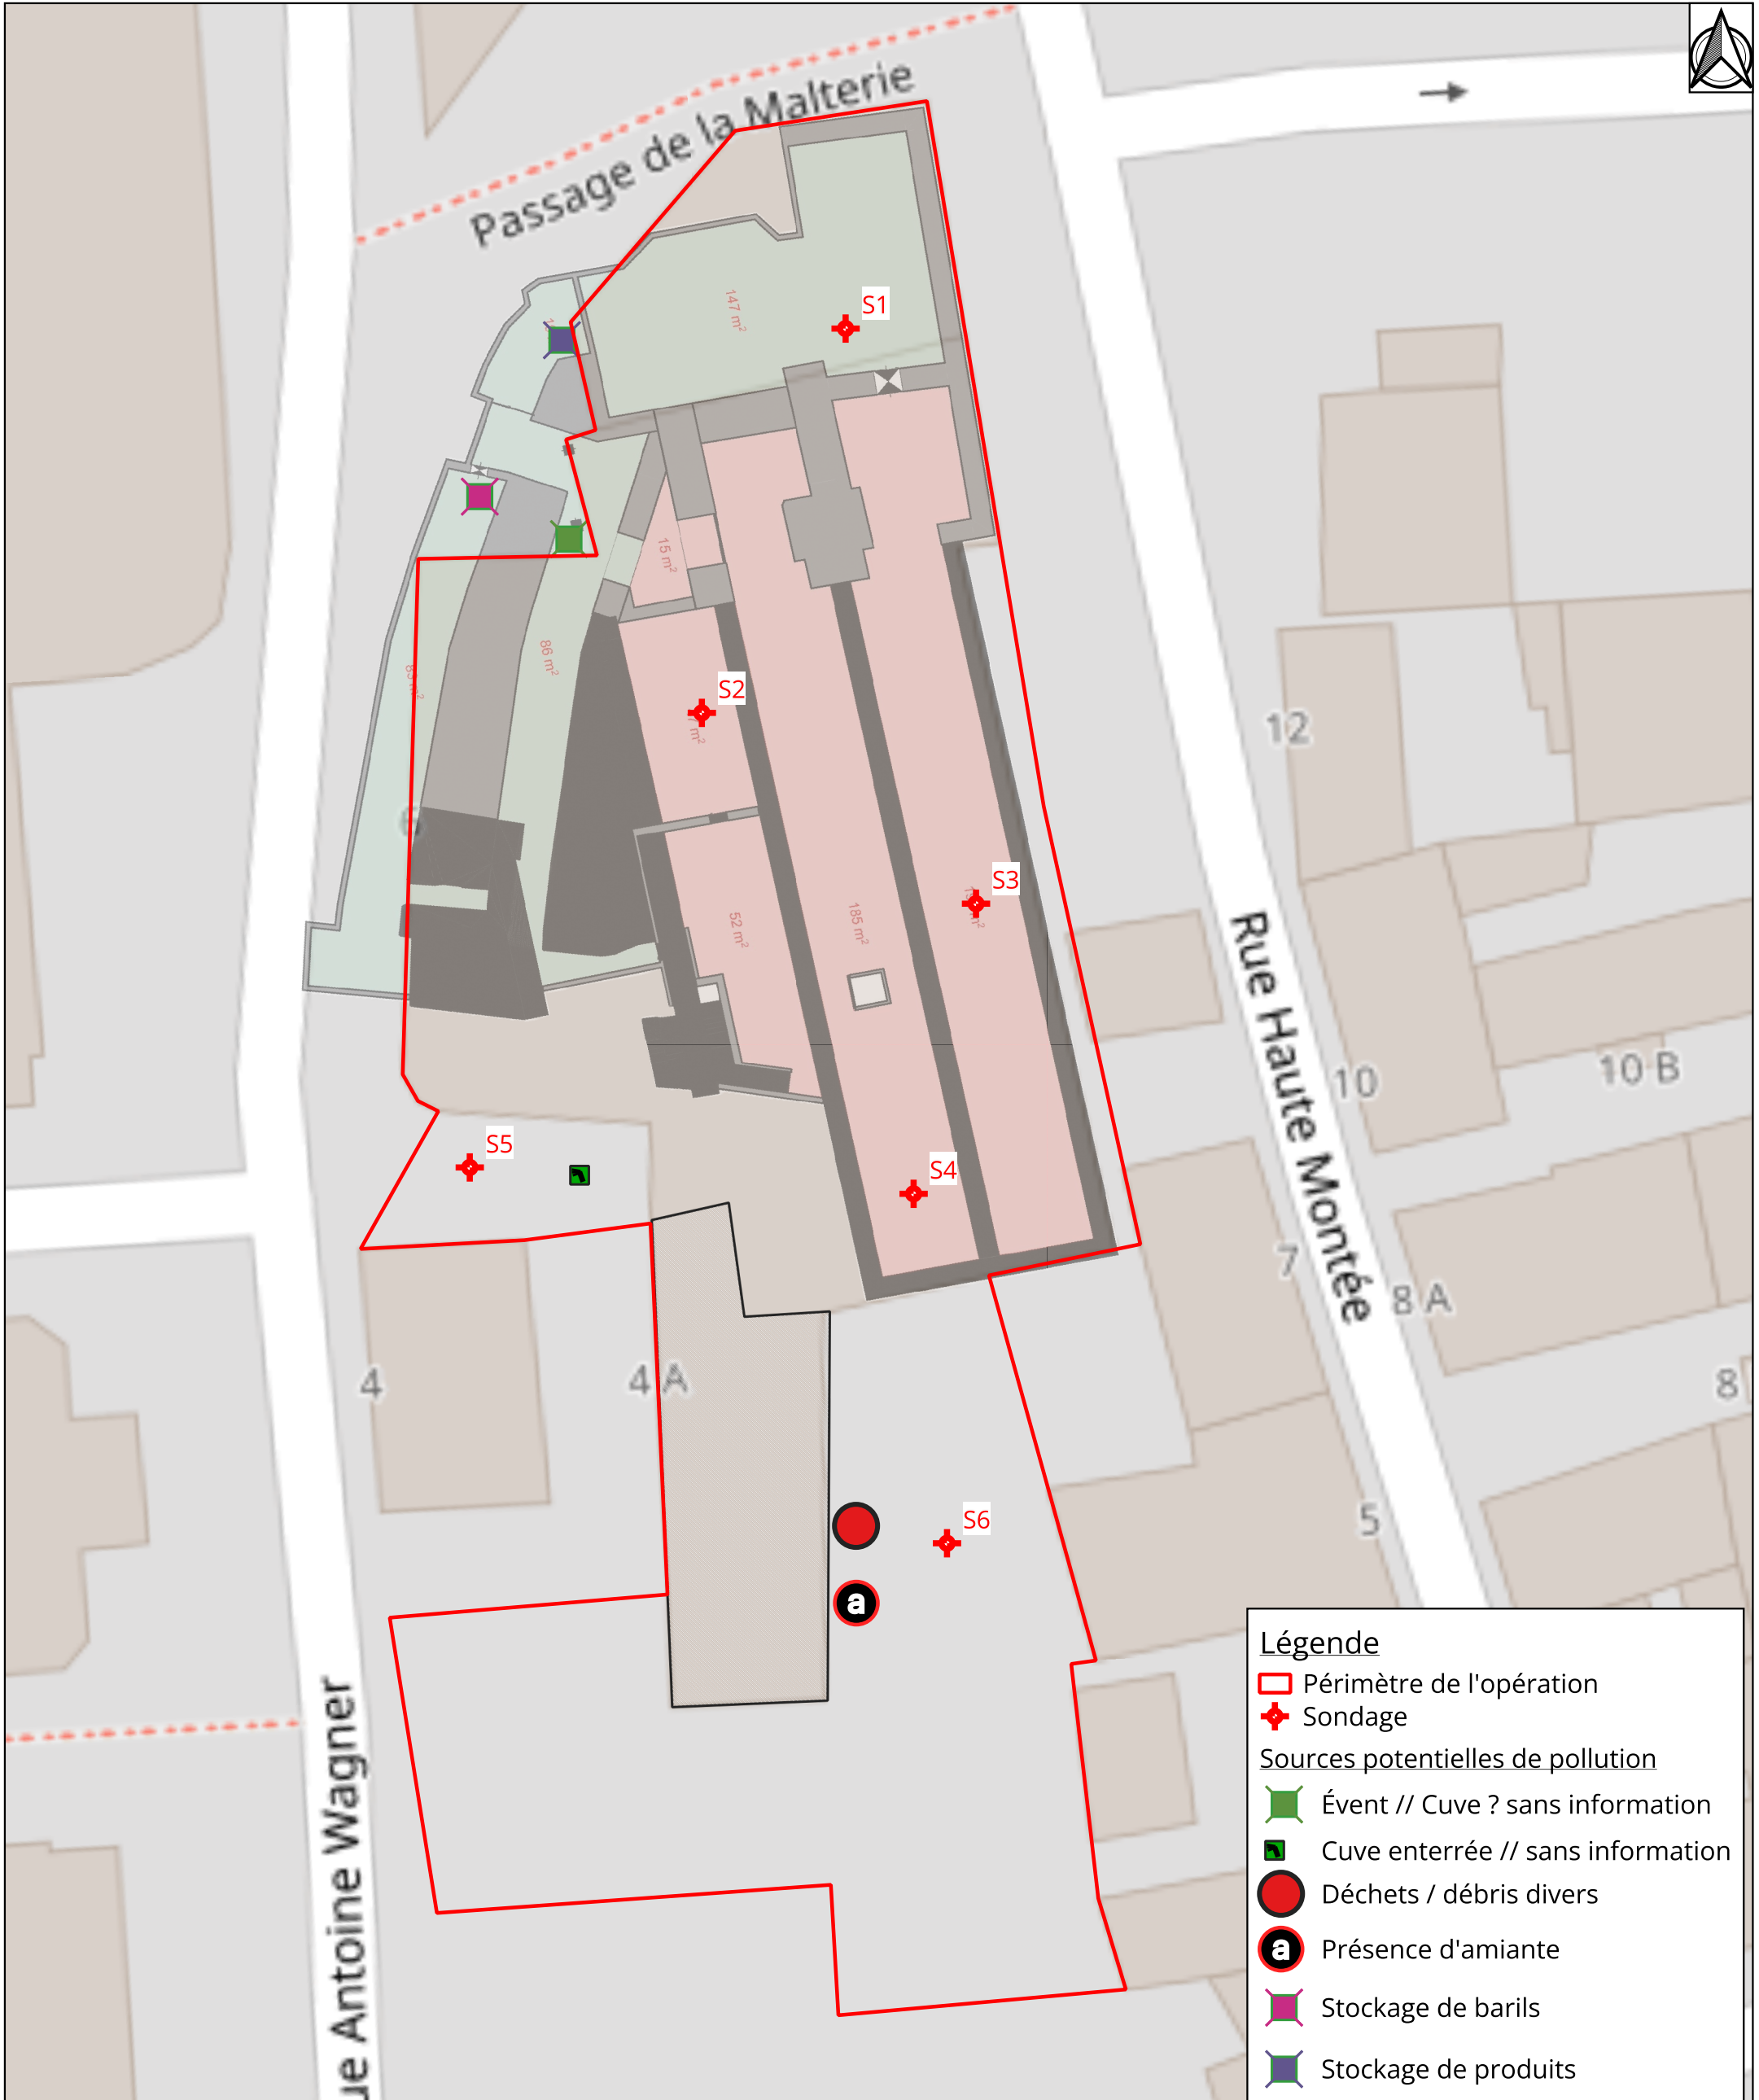 Passage de la Malterie
S1
147 m²
15 m²
86 m²
S2
7 m²
S3
52 m²
185 m²
12
Rue Haute Montée
10
10 B
S5
S4
7
8 A
4
4 A
8
S6
5
a
ue Antoine Wagner
Légende
Périmètre de l'opération
Sondage
Sources potentielles de pollution
Évent // Cuve ? sans information
Cuve enterrée // sans information
Déchets / débris divers
a Présence d'amiante
Stockage de barils
Stockage de produits